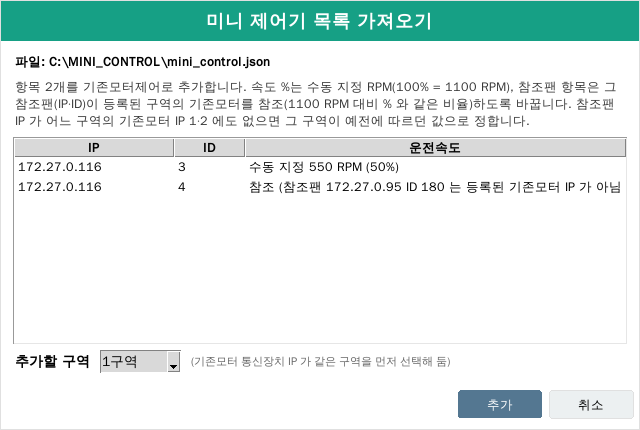 미니 제어기 목록 가져오기
파일: C:\MINI_CONTROL\mini_control.json
항목 2개를 기존모터제어로 추가합니다. 속도 %는 수동 지정 RPM(100% = 1100 RPM), 참조팬 항목은 그
참조팬(IP·ID)이 등록된 구역의 기존모터를 참조(1100 RPM 대비 % 와 같은 비율)하도록 바꿉니다. 참조팬
IP 가 어느 구역의 기존모터 IP 1·2 에도 없으면 그 구역이 예전에 따르던 값으로 정합니다.
IP ID 운전속도
172.27.0.116 3 수동 지정 550 RPM (50%)
172.27.0.116 4 참조 (참조팬 172.27.0.95 ID 180 는 등록된 기존모터 IP 가 아님
추가할 구역 1구역 (기존모터 통신장치 IP 가 같은 구역을 먼저 선택해 둠)
추가 취소